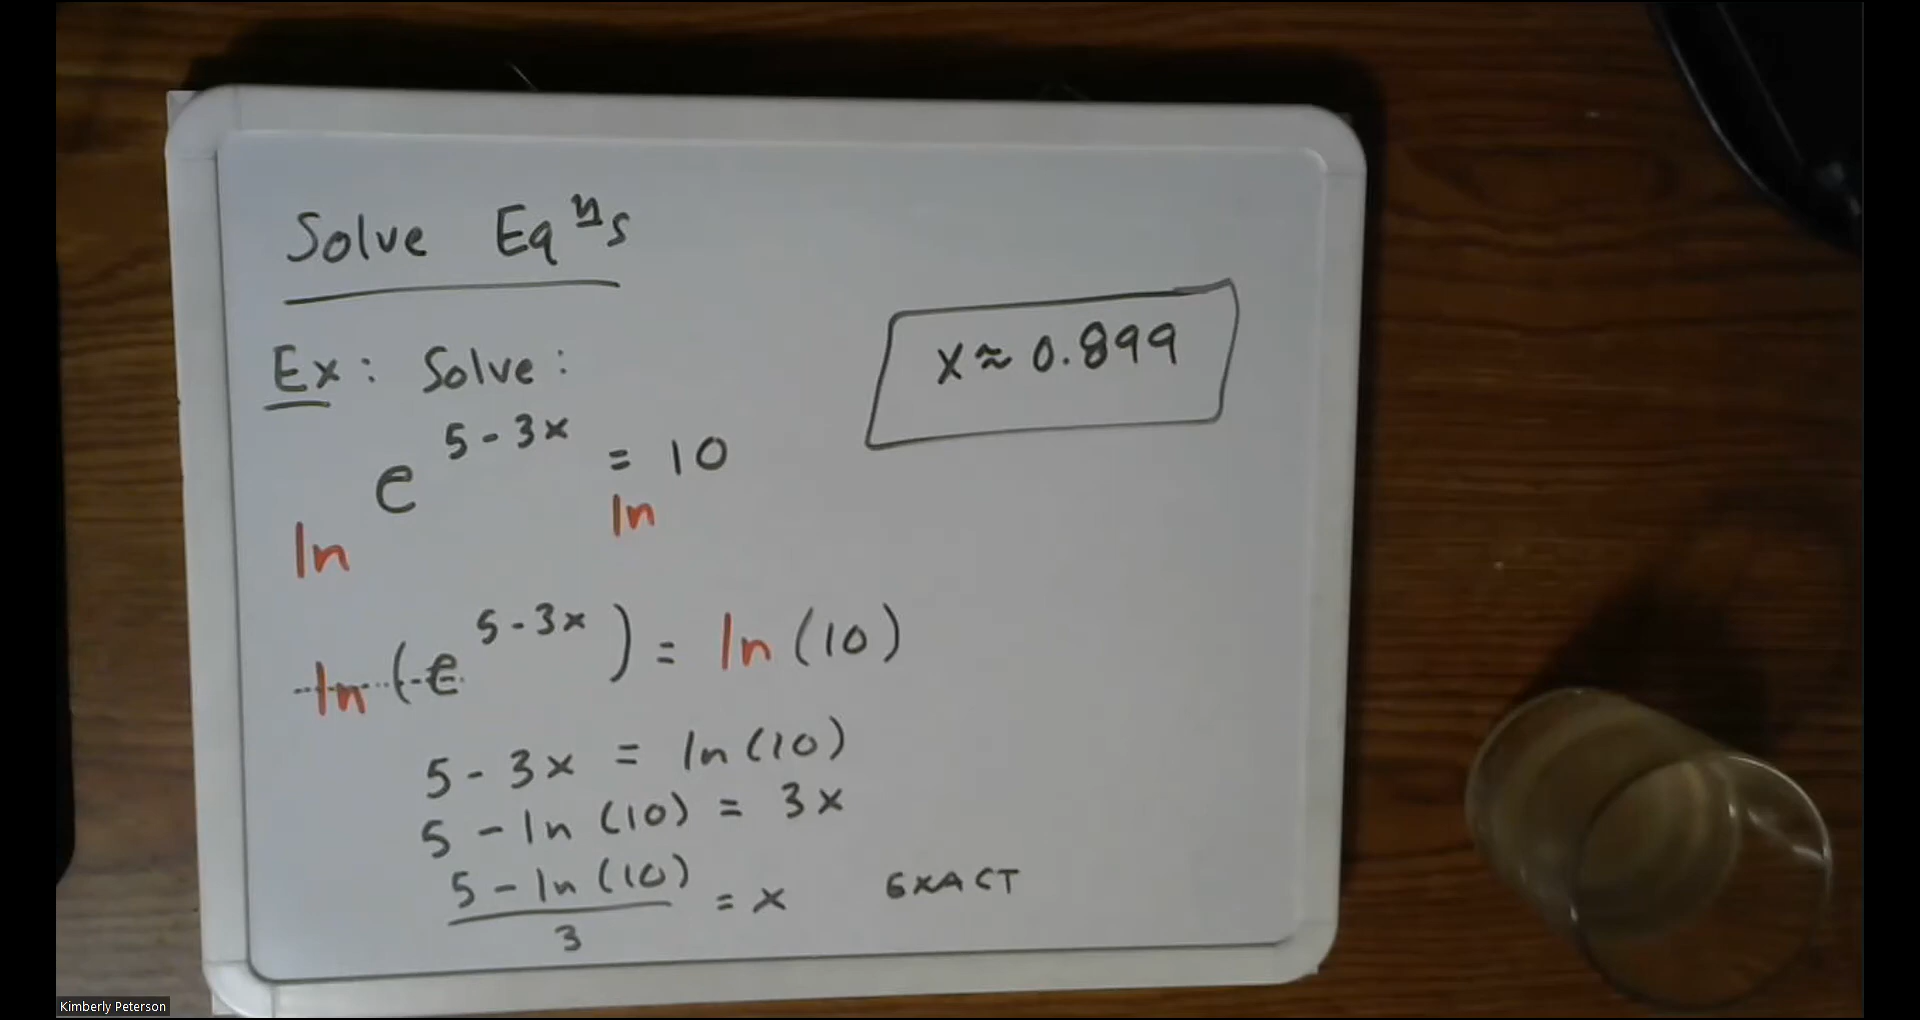 Solve Eqⁿs
Ex: Solve:
e^(5-3x) = 10
ln ln
ln(e^(5-3x)) = ln(10)
5-3x = ln(10)
5-ln(10) = 3x
(5-ln(10))/3 = x EXACT
x≈0.899
Kimberly Peterson